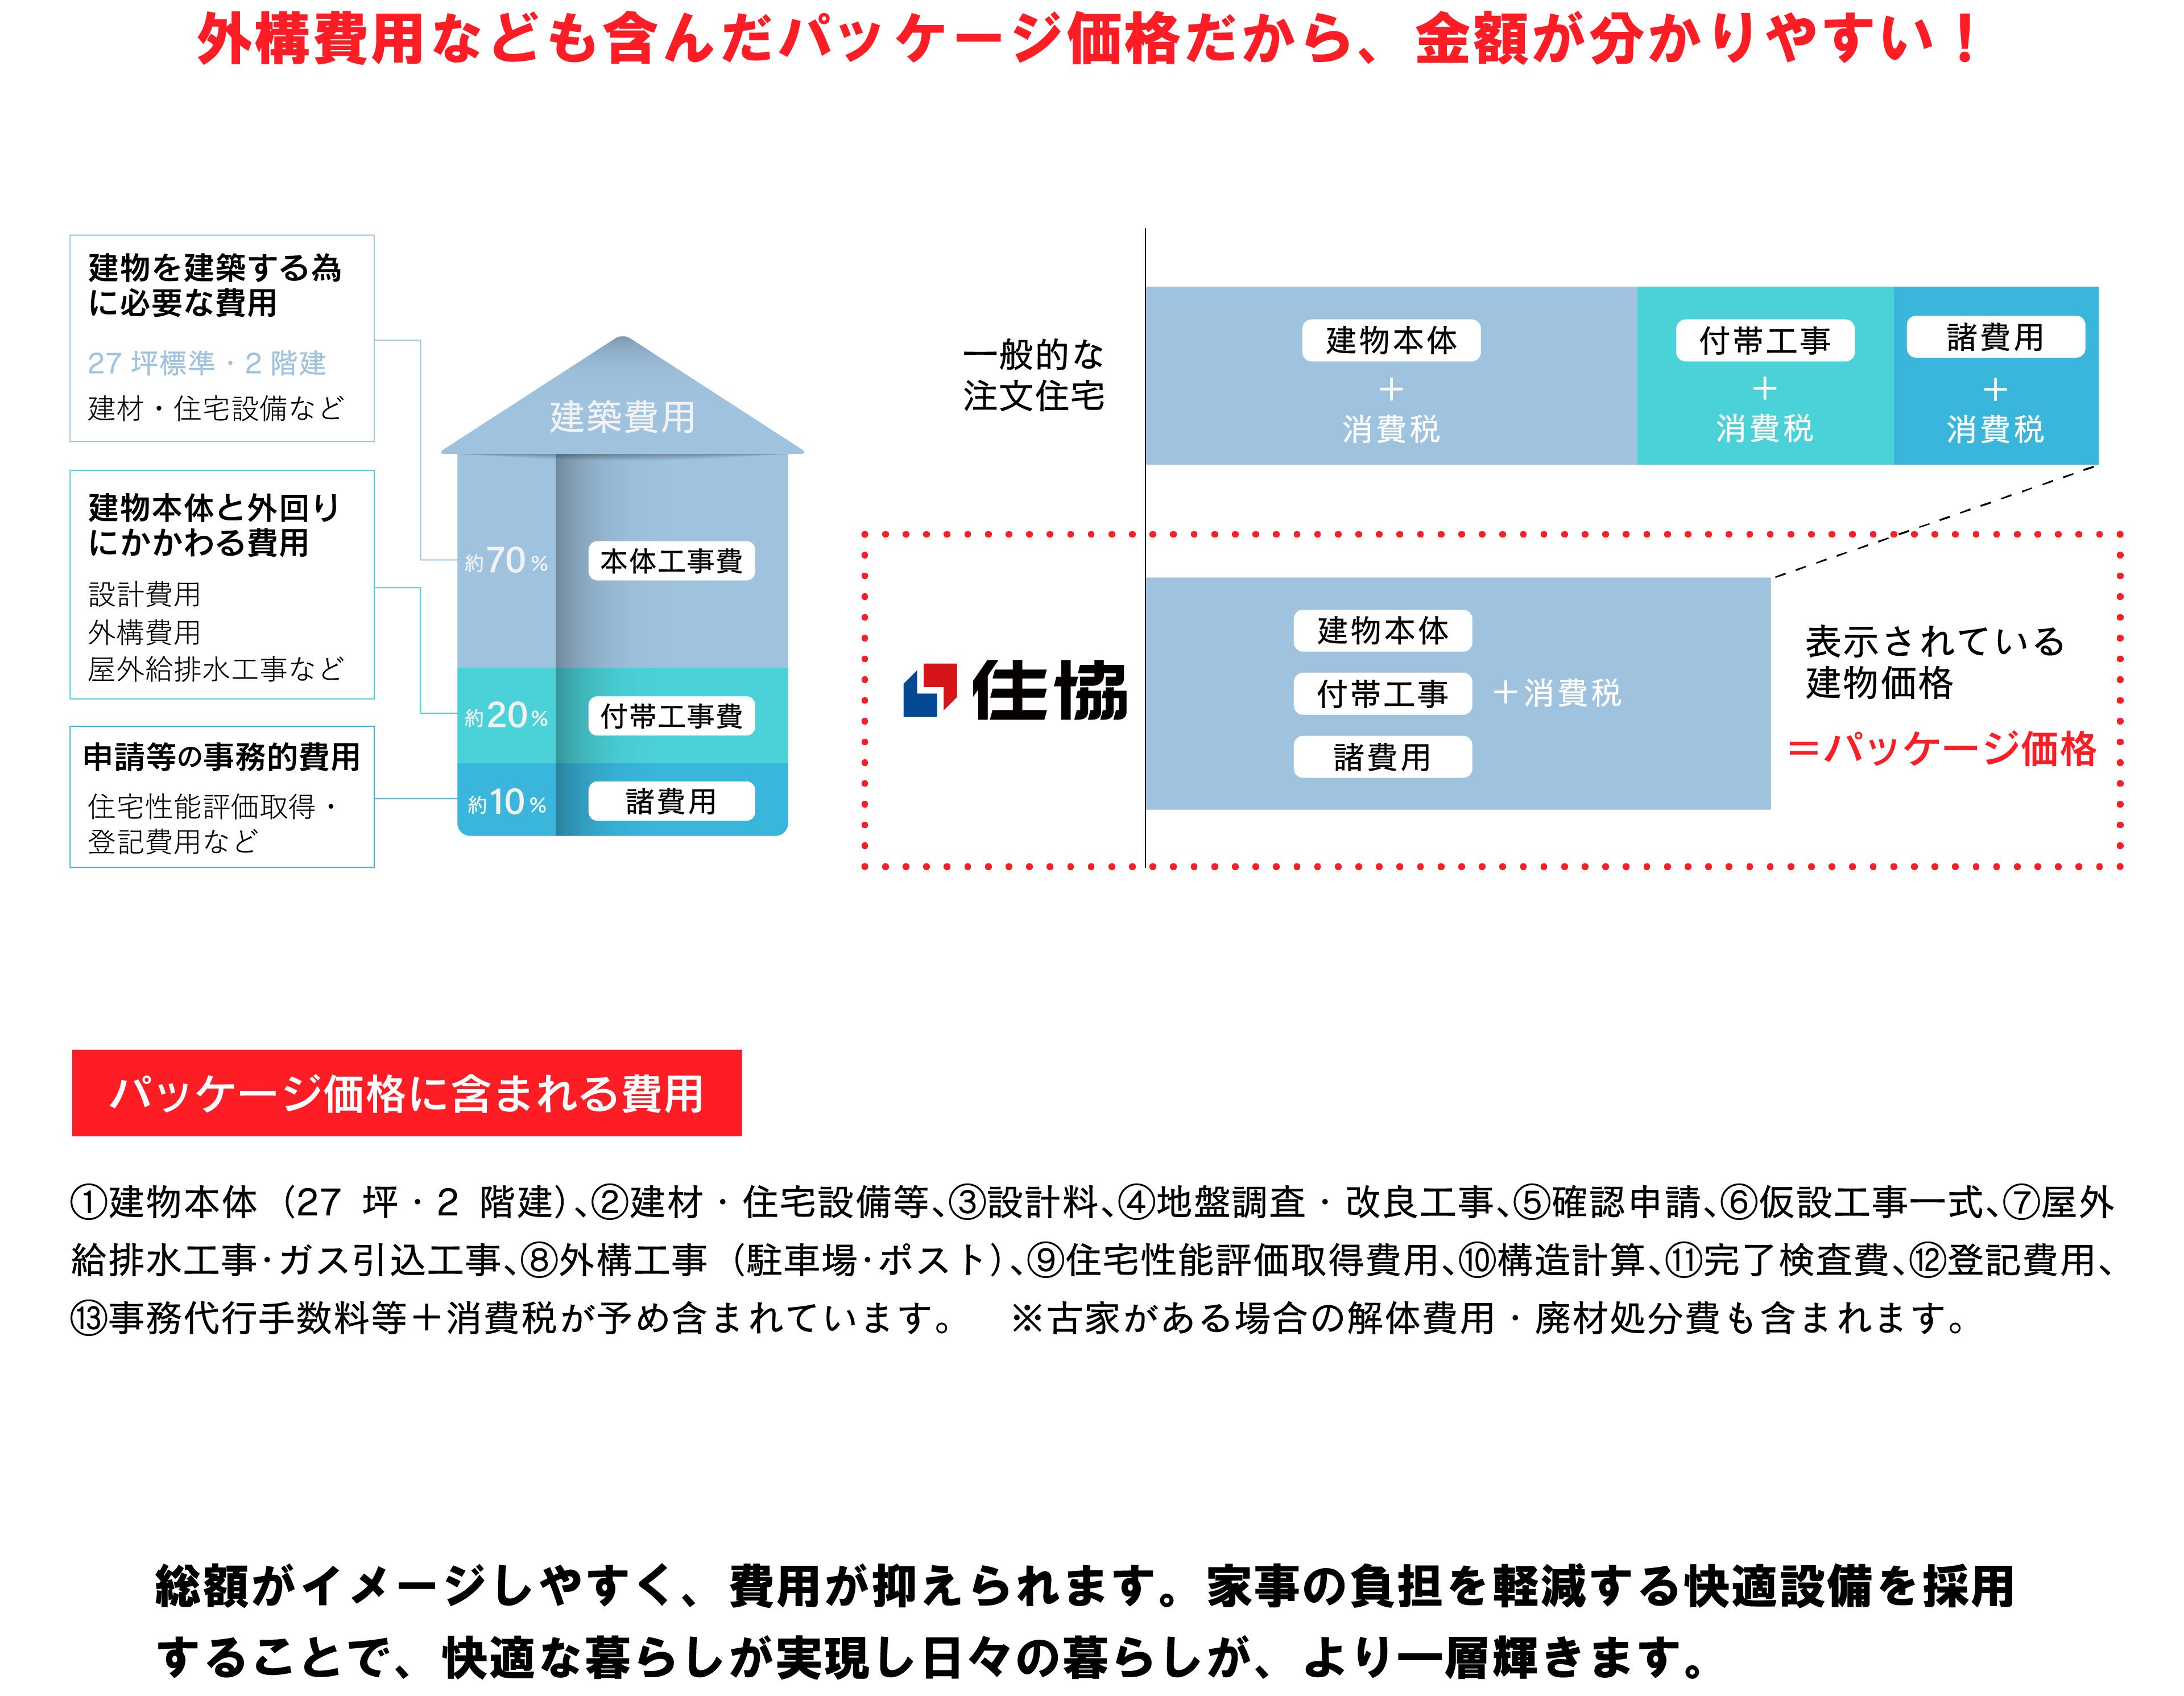 外構費用なども含んだパッケージ価格だから、金額が分かりやすい！
建物を建築する為
に必要な費用
27 坪標準・2 階建
建材・住宅設備など
建物本体と外回り
にかかわる費用
設計費用
外構費用
屋外給排水工事など
申請等の事務的費用
住宅性能評価取得・
登記費用など
建築費用
約70%
本体工事費
約20%
付帯工事費
約10%
諸費用
一般的な
注文住宅
建物本体
＋
消費税
付帯工事
＋
消費税
諸費用
＋
消費税
住協
建物本体
付帯工事
諸費用
＋消費税
表示されている
建物価格
＝パッケージ価格
パッケージ価格に含まれる費用
①建物本体（27 坪・2 階建）、②建材・住宅設備等、③設計料、④地盤調査・改良工事、⑤確認申請、⑥仮設工事一式、⑦屋外
給排水工事・ガス引込工事、⑧外構工事（駐車場・ポスト）、⑨住宅性能評価取得費用、⑩構造計算、⑪完了検査費、⑫登記費用、
⑬事務代行手数料等＋消費税が予め含まれています。　※古家がある場合の解体費用・廃材処分費も含まれます。
総額がイメージしやすく、費用が抑えられます。家事の負担を軽減する快適設備を採用
することで、快適な暮らしが実現し日々の暮らしが、より一層輝きます。